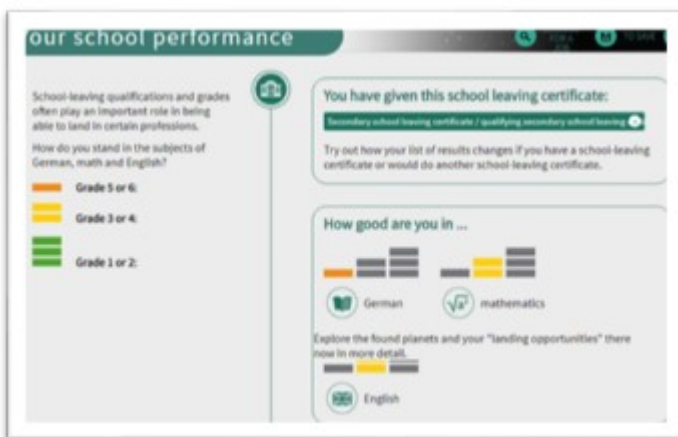 our school performance
TO SAVE
School-leaving qualifications and grades
often play an important role in being
able to land in certain professions.
How do you stand in the subjects of
German, math and English?
Grade 5 or 6:
Grade 3 or 4:
Grade 1 or 2:
You have given this school leaving certificate:
Secondary school leaving certificate / qualifying secondary school leaving
Try out how your list of results changes if you have a school-leaving
certificate or would do another school-leaving certificate.
How good are you in ...
German
mathematics
Explore the found planets and your "landing opportunities" there
now in more detail.
English